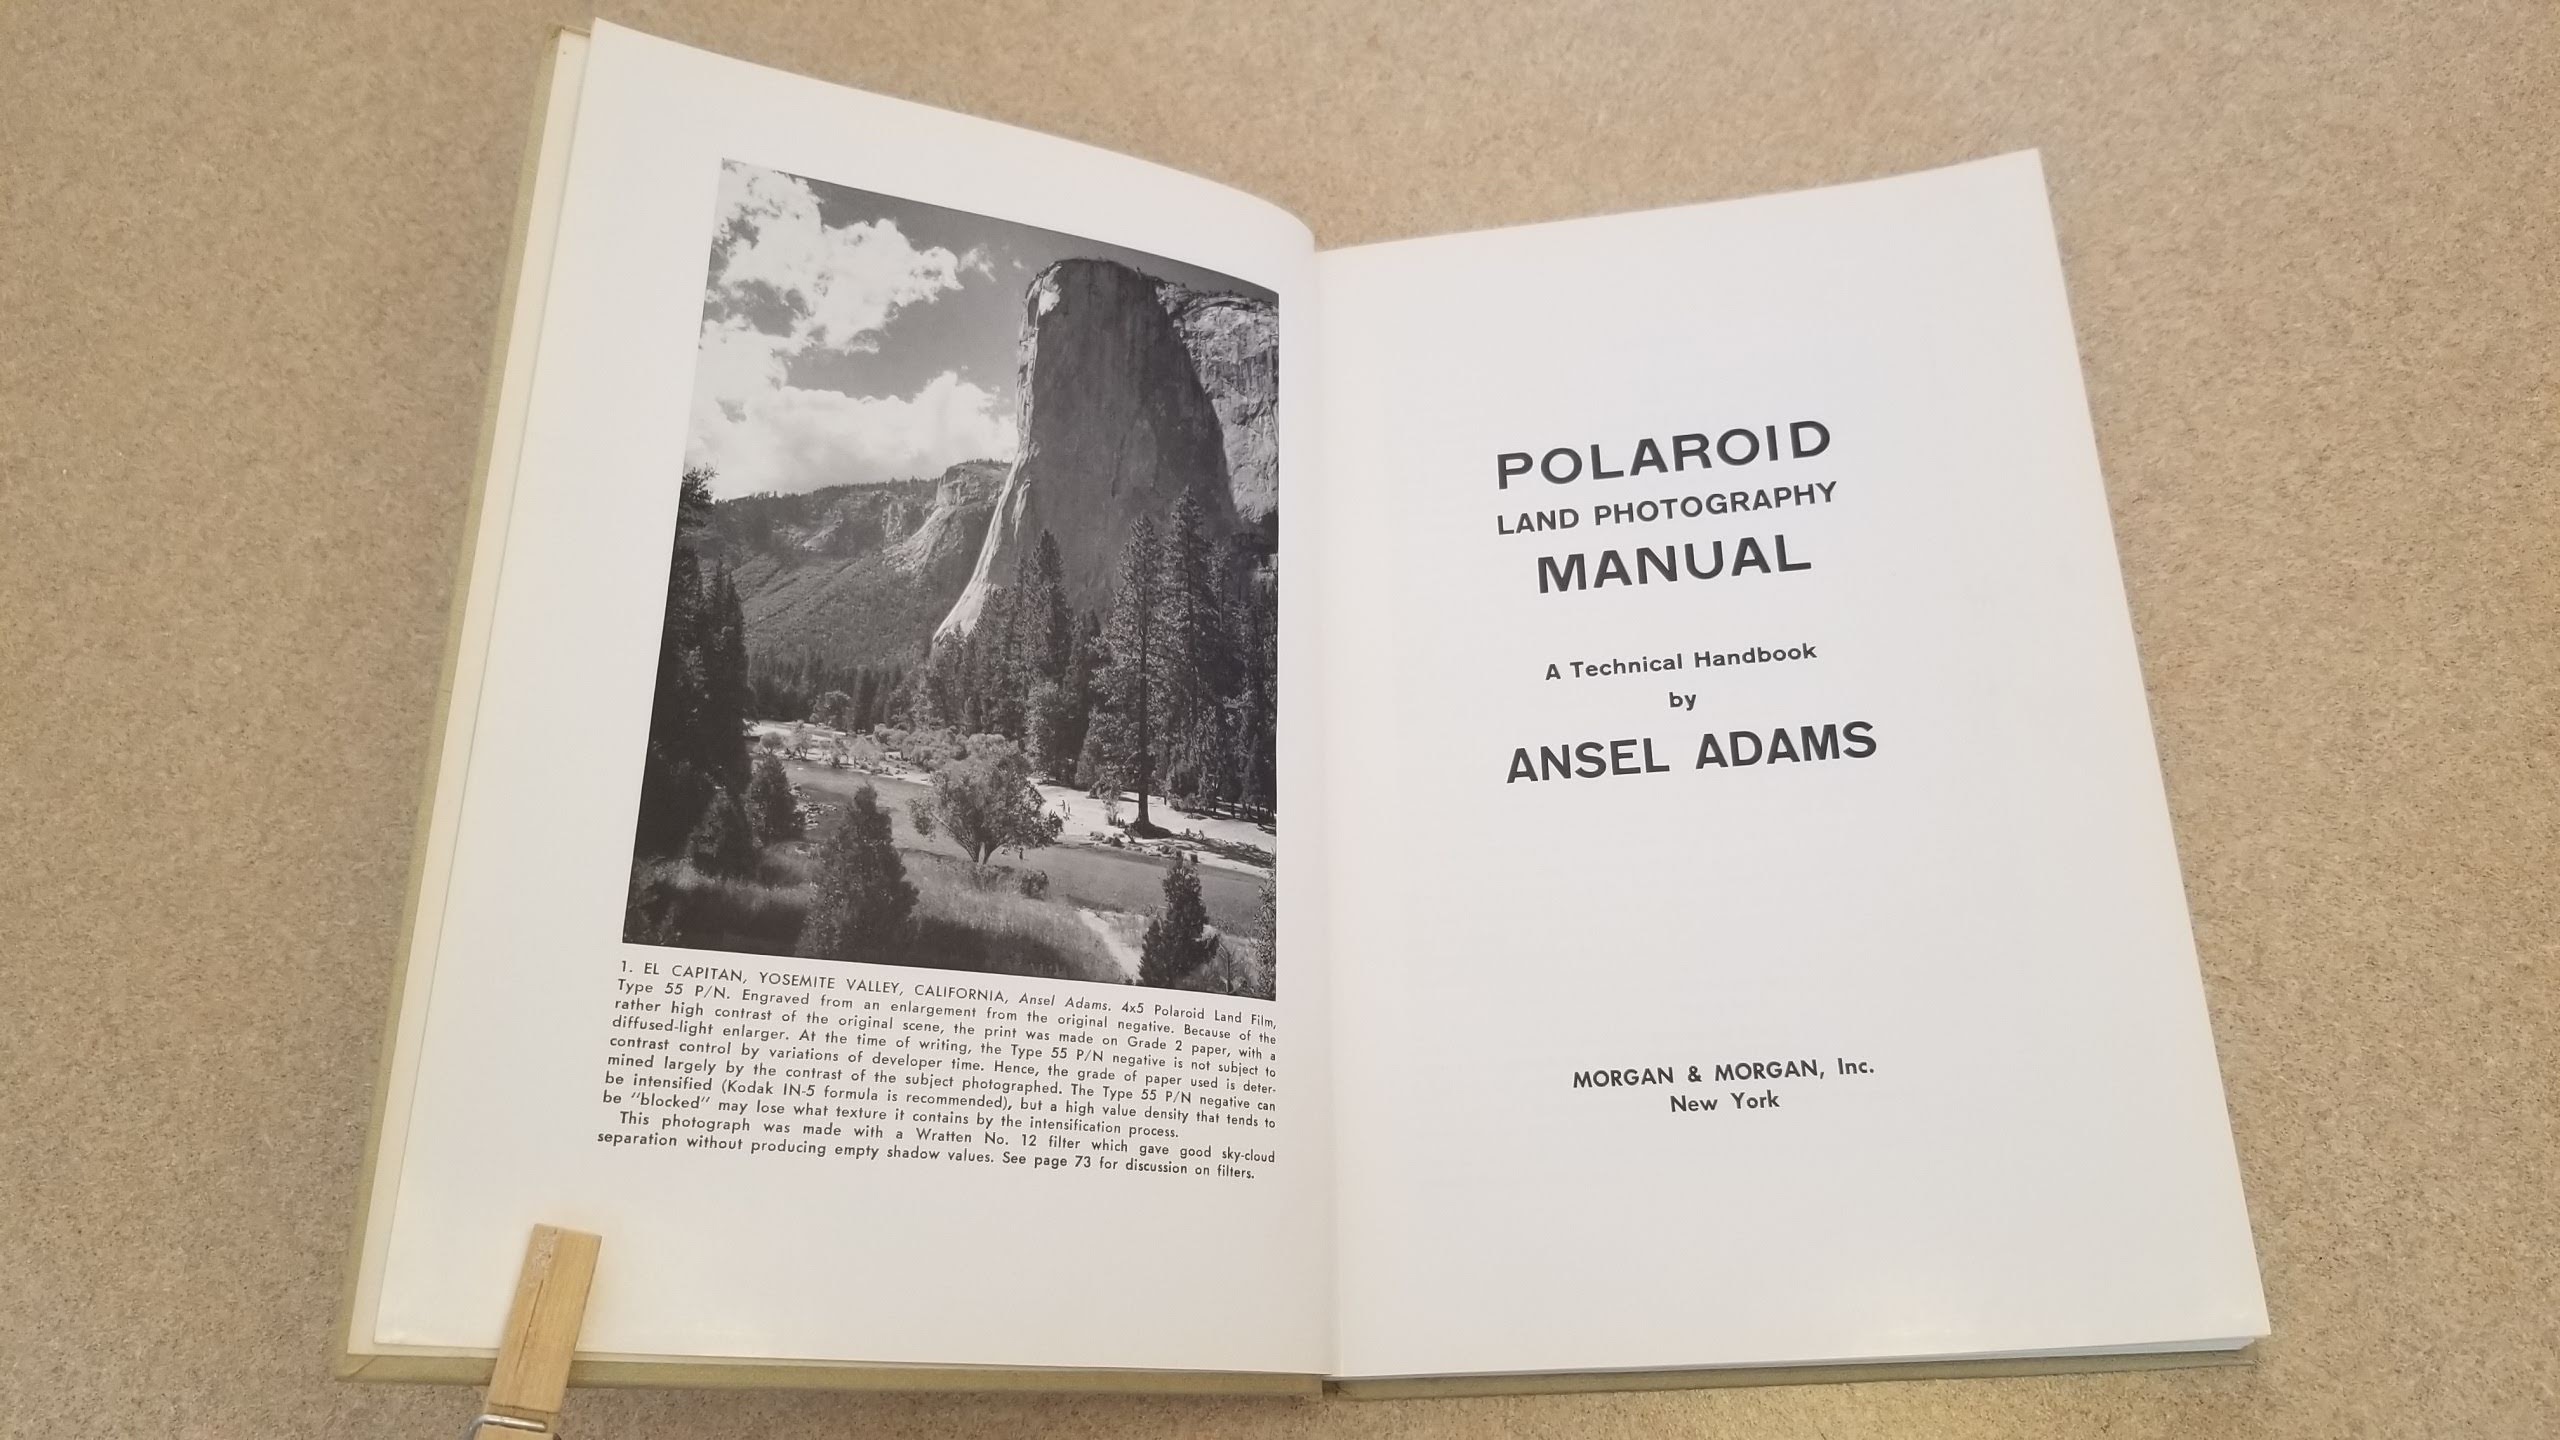 1. EL CAPITAN, YOSEMITE VALLEY, CALIFORNIA, Ansel Adams. 4x5 Polaroid Land Film,
Type 55 P/N. Engraved from an enlargement from the original negative. Because of the
rather high contrast of the original scene, the print was made on Grade 2 paper, with a
diffused-light enlarger. At the time of writing, the Type 55 P/N negative is not subject to
contrast control by variations of developer time. Hence, the grade of paper used is deter-
mined largely by the contrast of the subject photographed. The Type 55 P/N negative can
be intensified (Kodak IN-5 formula is recommended), but a high value density that tends to
be "blocked" may lose what texture it contains by the intensification process.
This photograph was made with a Wratten No. 12 filter which gave good sky-cloud
separation without producing empty shadow values. See page 73 for discussion on filters.
POLAROID
LAND PHOTOGRAPHY
MANUAL
A Technical Handbook
by
ANSEL ADAMS
MORGAN & MORGAN, Inc.
New York